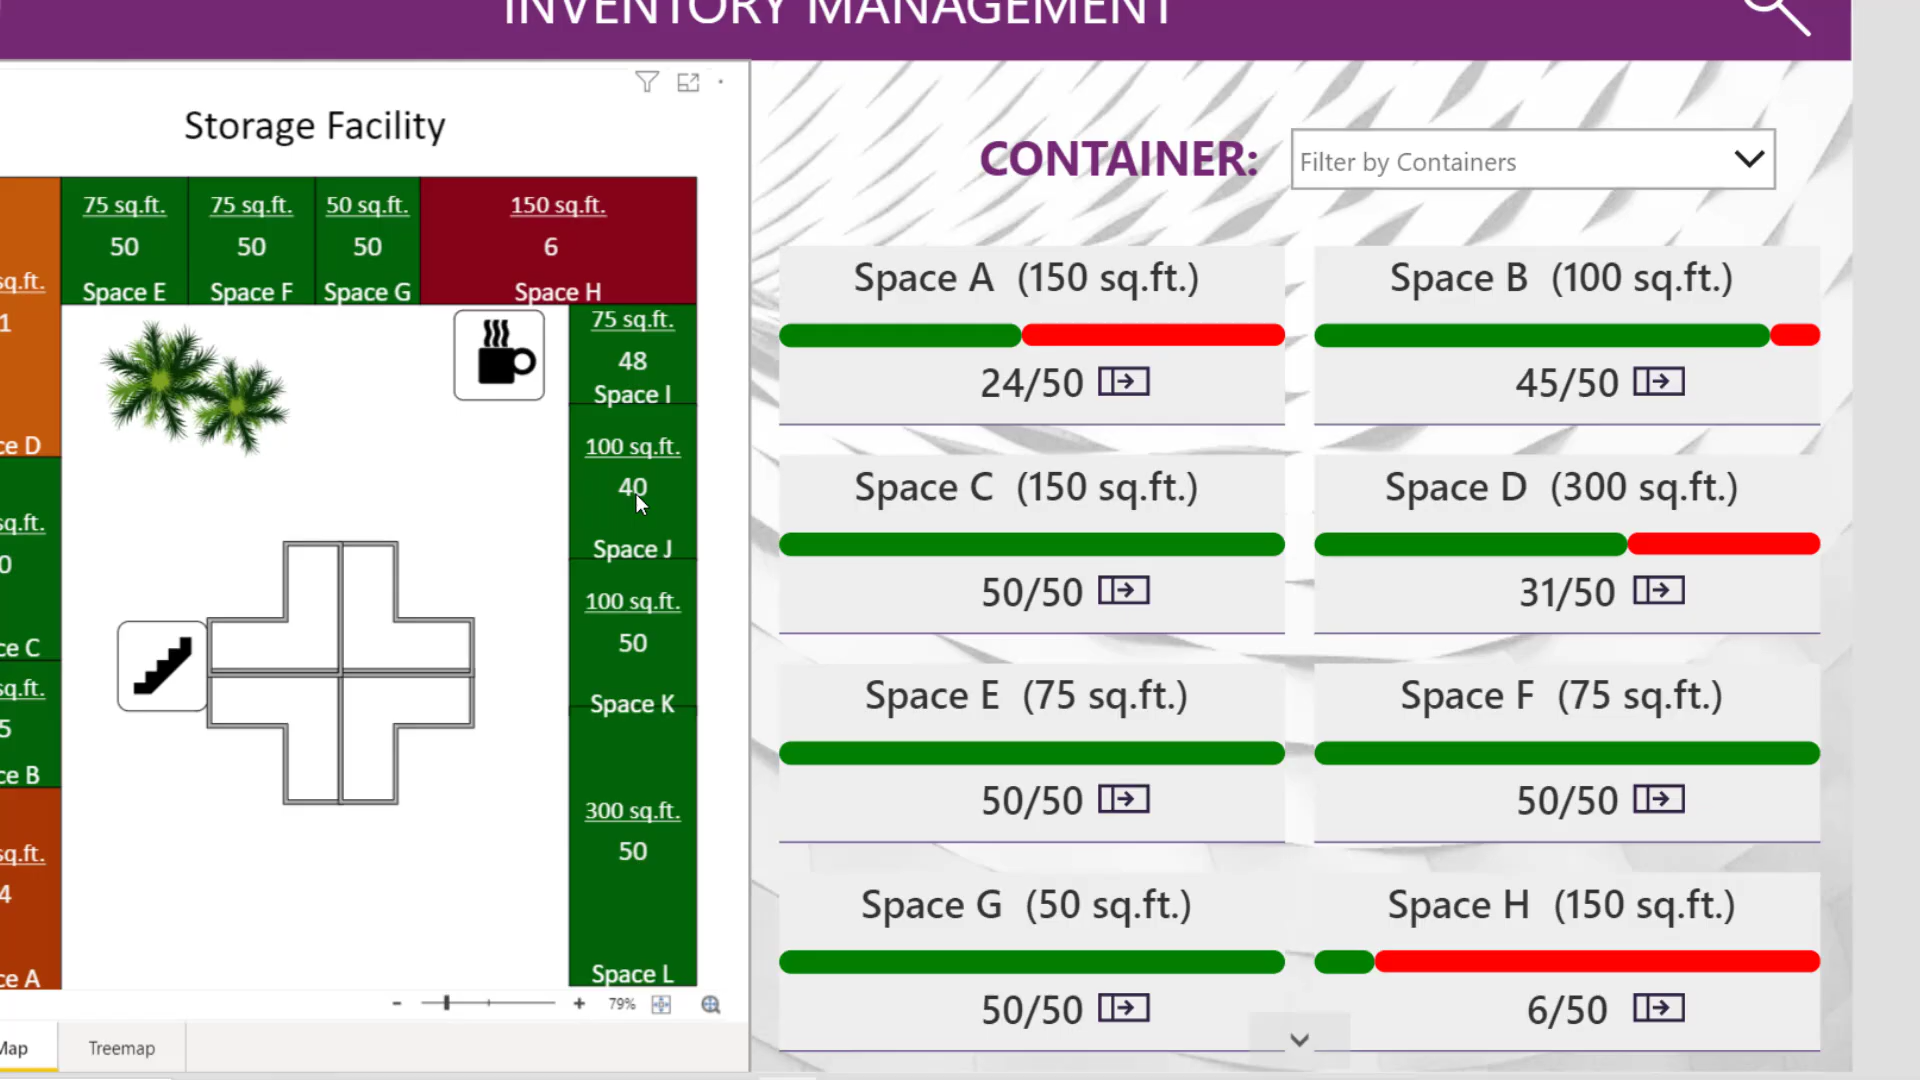 INVENTORY MANAGEMENT
Storage Facility
75 sq.ft.
50
Space E
75 sq.ft.
50
Space F
50 sq.ft.
50
Space G
150 sq.ft.
6
Space H
75 sq.ft.
48
Space I
100 sq.ft.
40
Space J
100 sq.ft.
50
Space K
300 sq.ft.
50
Space L
sq.ft.
1
ce D
sq.ft.
0
ce C
sq.ft.
5
ce B
sq.ft.
4
ce A
- + 79%
Map
Treemap
CONTAINER:
Filter by Containers
Space A (150 sq.ft.)
24/50
Space B (100 sq.ft.)
45/50
Space C (150 sq.ft.)
50/50
Space D (300 sq.ft.)
31/50
Space E (75 sq.ft.)
50/50
Space F (75 sq.ft.)
50/50
Space G (50 sq.ft.)
50/50
Space H (150 sq.ft.)
6/50